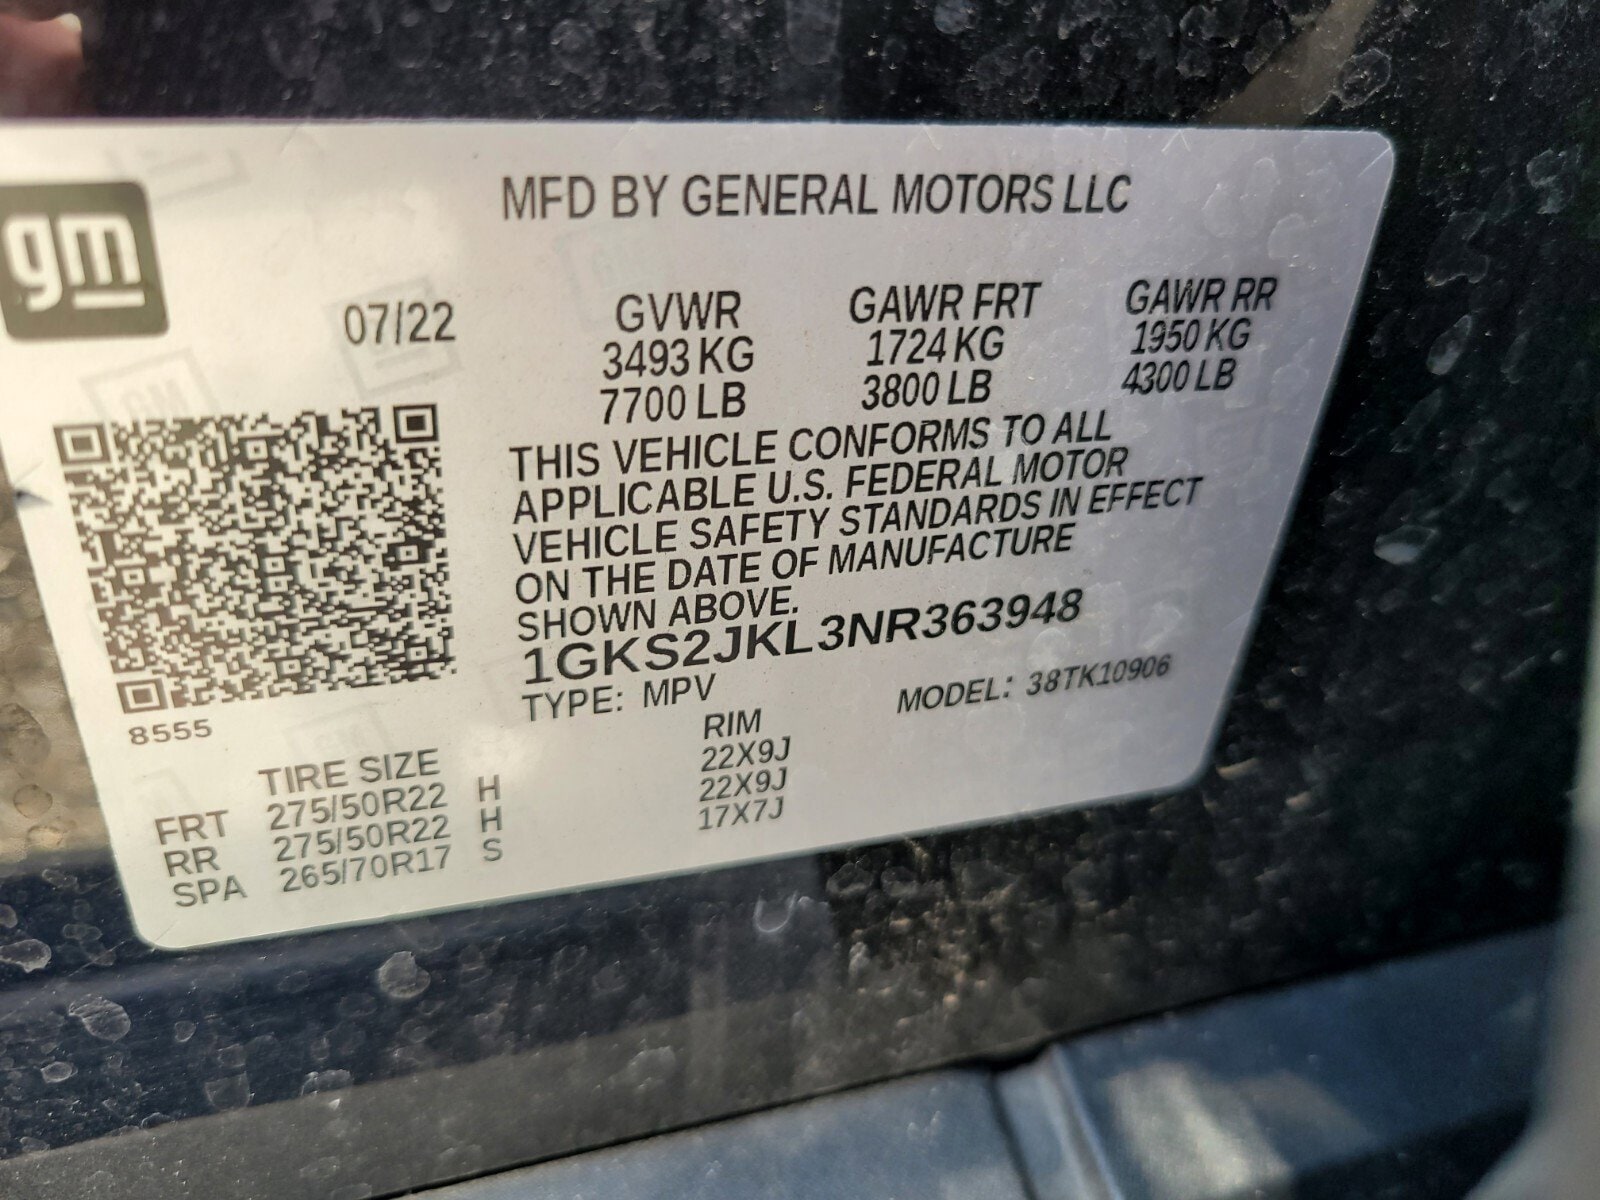 MFD BY GENERAL MOTORS LLC
gm
07/22 GVWR GAWR FRT GAWR RR
3493 KG 1724 KG 1950 KG
7700 LB 3800 LB 4300 LB
THIS VEHICLE CONFORMS TO ALL
APPLICABLE U.S. FEDERAL MOTOR
VEHICLE SAFETY STANDARDS IN EFFECT
ON THE DATE OF MANUFACTURE
SHOWN ABOVE.
1GKS2JKL3NR363948
TYPE: MPV MODEL: 38TK10906
8555
TIRE SIZE RIM
FRT 275/50R22 H 22X9J
RR 275/50R22 H 22X9J
SPA 265/70R17 S 17X7J